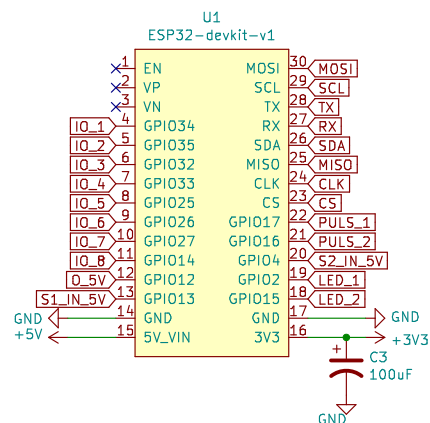 U1
ESP32-devkit-v1
1 EN MOSI 30 MOSI
2 VP SCL 29 SCL
3 VN TX 28 TX
IO_1 4 GPIO34 RX 27 RX
IO_2 5 GPIO35 SDA 26 SDA
IO_3 6 GPIO32 MISO 25 MISO
IO_4 7 GPIO33 CLK 24 CLK
IO_5 8 GPIO25 CS 23 CS
IO_6 9 GPIO26 GPIO17 22 PULS_1
IO_7 10 GPIO27 GPIO16 21 PULS_2
IO_8 11 GPIO14 GPIO4 20 S2_IN_5V
O_5V 12 GPIO12 GPIO2 19 LED_1
S1_IN_5V 13 GPIO13 GPIO15 18 LED_2
GND 14 GND GND 17 GND
+5V 15 5V_VIN 3V3 16 +3V3
+ C3
100uF
GND